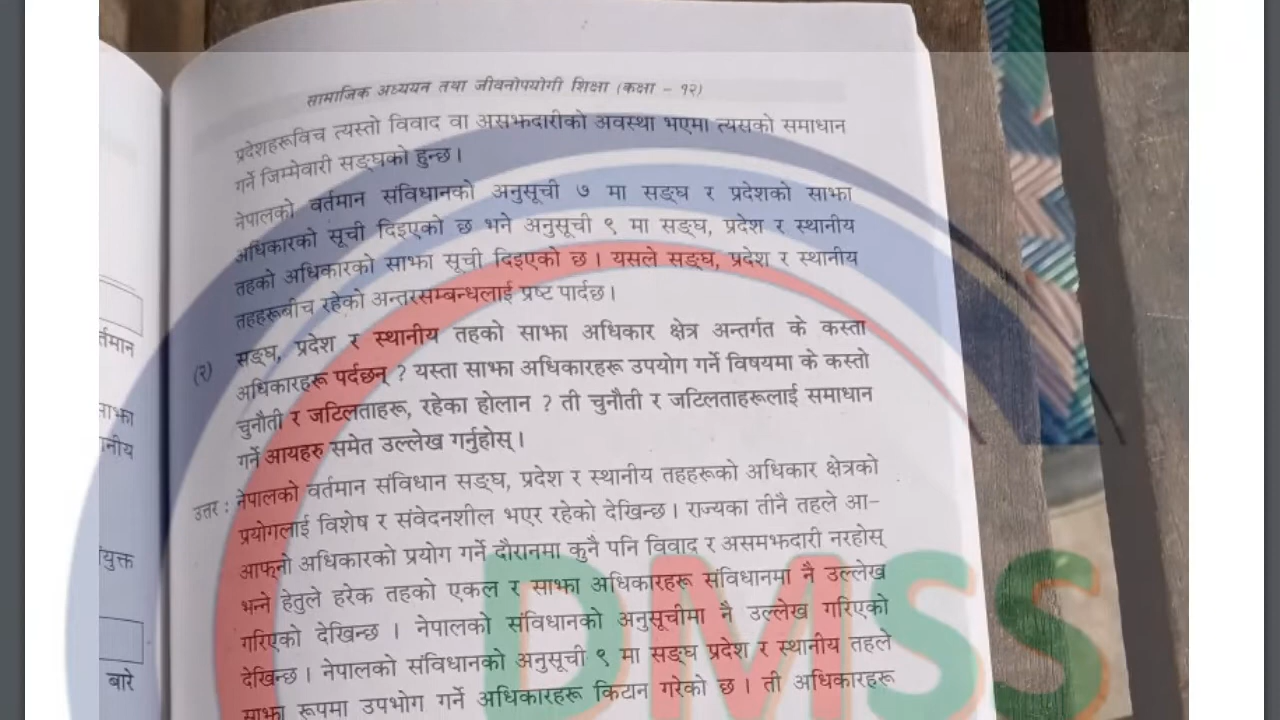 सामाजिक अध्ययन तथा जीवनोपयोगी शिक्षा (कक्षा - १२)
प्रदेशहरूविच त्यस्तो विवाद वा असझदारीको अवस्था भएमा त्यसको समाधान
गर्ने जिम्मेवारी सङ्घको हुन्छ।
नेपालको वर्तमान संविधानको अनुसूची ७ मा सङ्घ र प्रदेशको साझा
अधिकारको सूची दिइएको छ भने अनुसूची ९ मा सङ्घ, प्रदेश र स्थानीय
तहको अधिकारको साझा सूची दिइएको छ। यसले सङ्घ, प्रदेश र स्थानीय
तहहरूबीच रहेको अन्तरसम्बन्धलाई प्रष्ट पार्दछ।
(२) सङ्घ, प्रदेश र स्थानीय तहको साझा अधिकार क्षेत्र अन्तर्गत के कस्ता
अधिकारहरू पर्दछन् ? यस्ता साझा अधिकारहरू उपयोग गर्ने विषयमा के कस्तो
चुनौती र जटिलताहरू, रहेका होलान ? ती चुनौती र जटिलताहरूलाई समाधान
गर्ने आयहरु समेत उल्लेख गर्नुहोस्।
उत्तर : नेपालको वर्तमान संविधान सङ्घ, प्रदेश र स्थानीय तहहरूको अधिकार क्षेत्रको
प्रयोगलाई विशेष र संवेदनशील भएर रहेको देखिन्छ। राज्यका तीनै तहले आ-
आफ्नो अधिकारको प्रयोग गर्ने दौरानमा कुनै पनि विवाद र असमझदारी नरहोस्
भन्ने हेतुले हरेक तहको एकल र साझा अधिकारहरू संविधानमा नै उल्लेख
गरिएको देखिन्छ । नेपालको संविधानको अनुसूचीमा नै उल्लेख गरिएको
देखिन्छ। नेपालको संविधानको अनुसूची ९ मा सङ्घ प्रदेश र स्थानीय तहले
साझा रूपमा उपभोग गर्ने अधिकारहरू किटान गरेको छ । ती अधिकारहरू
DMSS
बारे